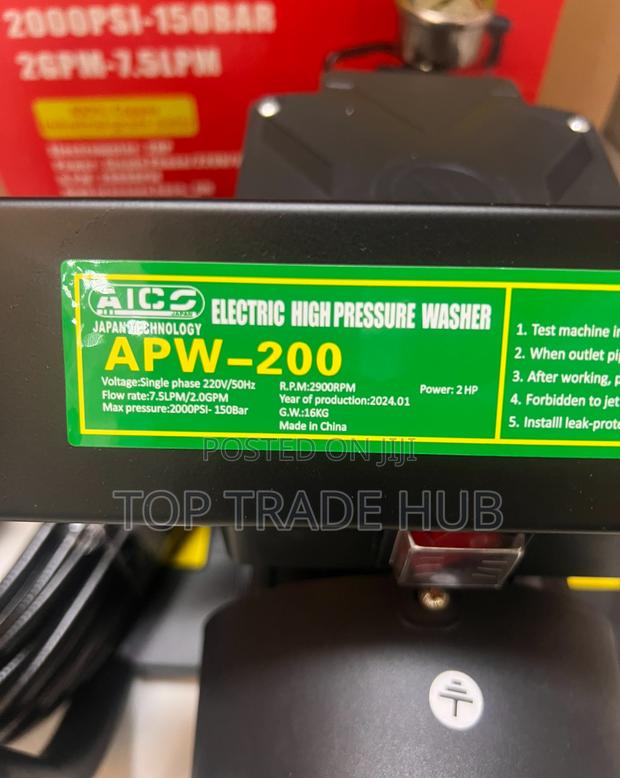 2000PSI-150BAR
2GPM-7.5LPM
AICO
JAPAN
JAPAN TECHNOLOGY
ELECTRIC HIGH PRESSURE WASHER
APW-200
Voltage:Single phase 220V/50Hz
Flow rate:7.5LPM/2.0GPM
Max pressure:2000PSI- 150Bar
R.P.M:2900RPM
Year of production:2024.01
G.W.:16KG
Made in China
Power: 2 HP
1. Test machine i
2. When outlet pi
3. After working, p
4. Forbidden to jet
5. Installl leak-prote
POSTED ON JIJI
TOP TRADE HUB